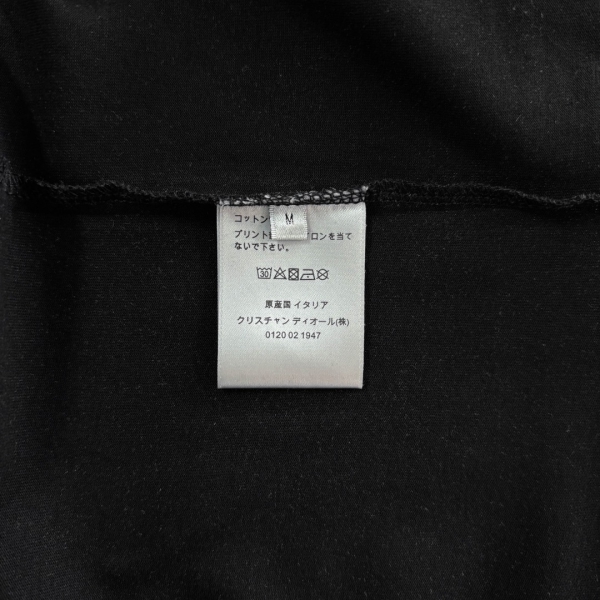 コットン
M
プリント ロンを当て
ないで下さい。
30
原産国 イタリア
クリスチャン ディオール(株)
0120 02 1947